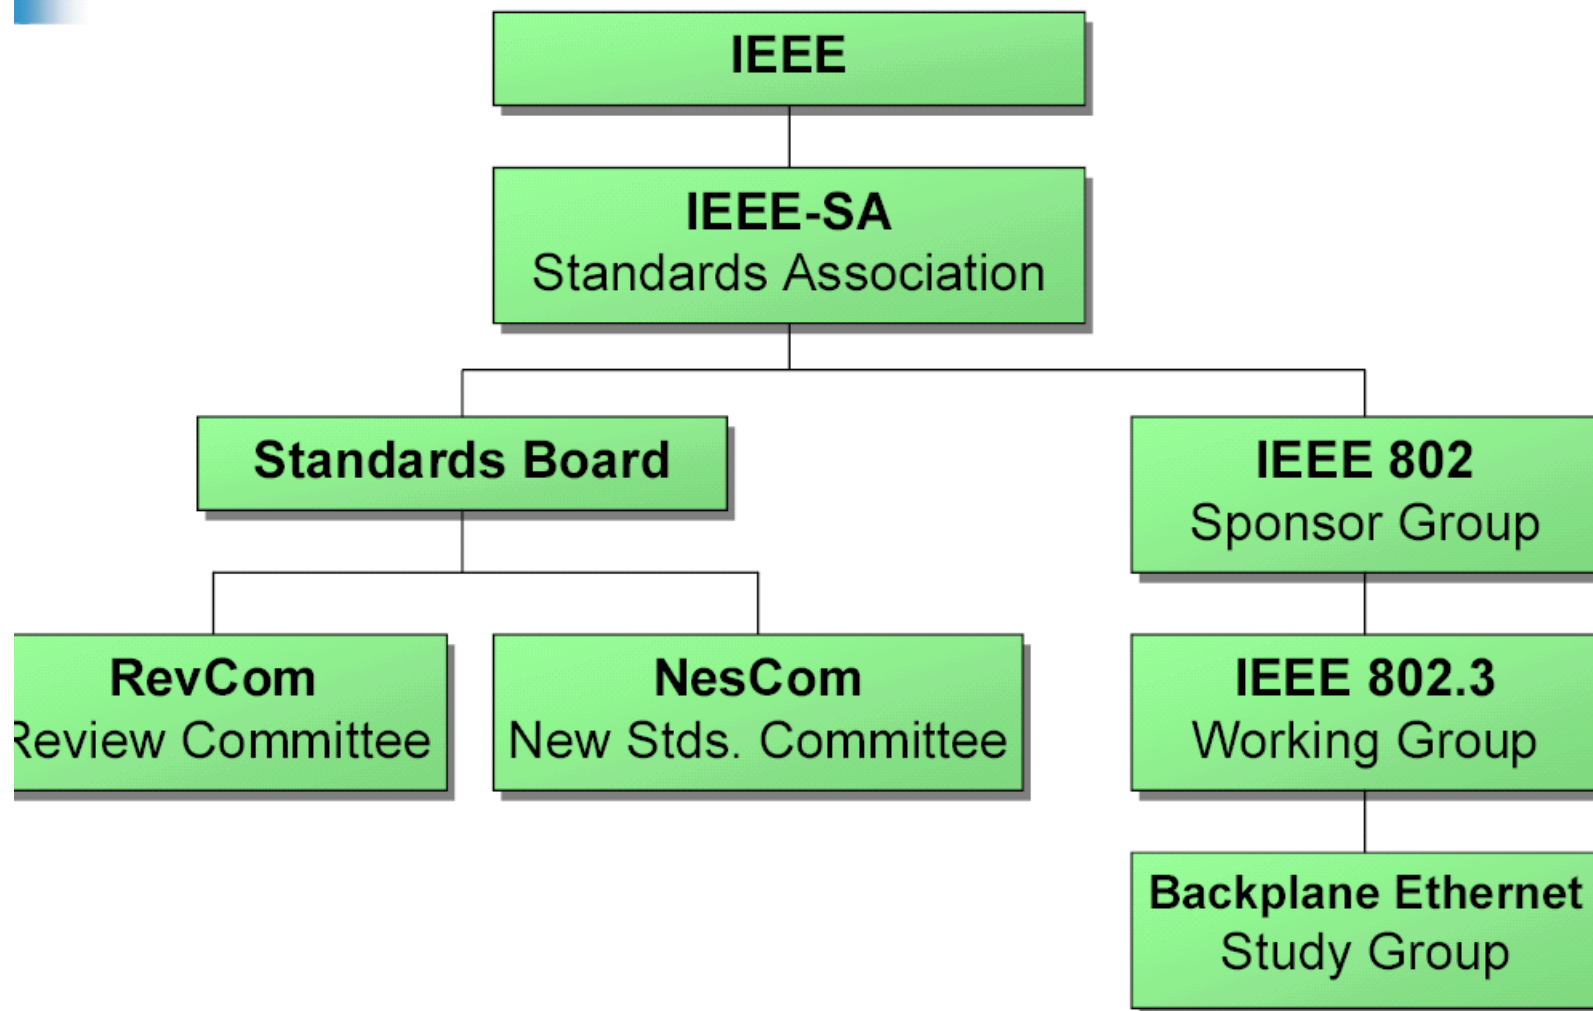 IEEE
IEEE-SA
Standards Association
Standards Board
IEEE 802
Sponsor Group
RevCom
Review Committee
NesCom
New Stds. Committee
IEEE 802.3
Working Group
Backplane Ethernet
Study Group